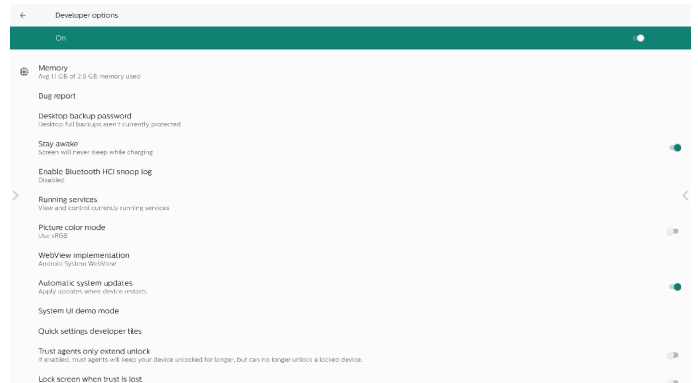 Developer options
On
Memory
Avg 1.1 GB of 2.8 GB memory used
Bug report
Desktop backup password
Desktop full backups aren't currently protected
Stay awake
Screen will never sleep while charging
Enable Bluetooth HCI snoop log
Disabled
Running services
View and control currently running services
Picture color mode
Use sRGB
WebView implementation
Android System WebView
Automatic system updates
Apply updates when device restarts
System UI demo mode
Quick settings developer tiles
Trust agents only extend unlock
If enabled, trust agents will keep your device unlocked for longer, but can no longer unlock a locked device.
Lock screen when trust is lost